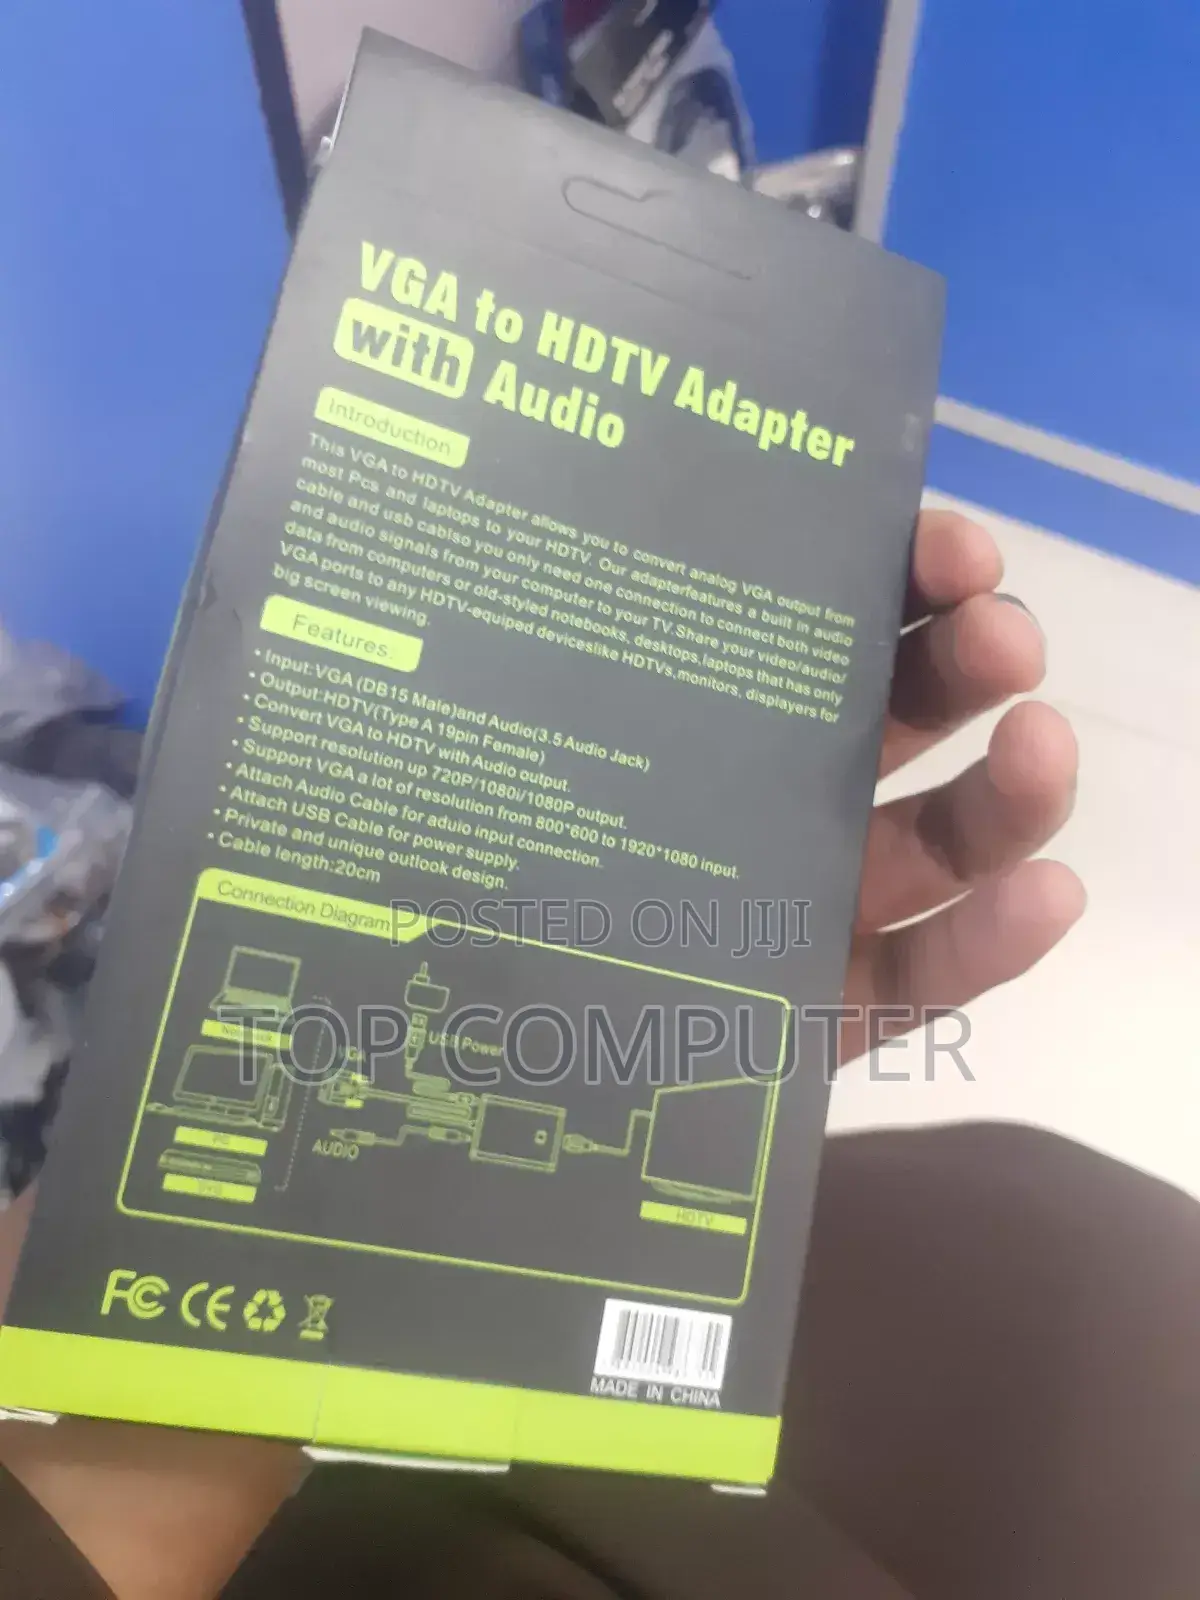 VGA to HDTV Adapter
with Audio
Introduction
This VGA to HDTV Adapter allows you to convert analog VGA output from
most Pcs and laptops to your HDTV. Our adapterfeatures a built in audio
cable and usb cablso you only need one connection to connect both video
and audio signals from your computer to your TV.Share your video/audio/
data from computers or old-styled notebooks, desktops,laptops that has only
VGA ports to any HDTV-equiped deviceslike HDTVs,monitors, displayers for
big screen viewing.
Features:
• Input:VGA (DB15 Male)and Audio(3.5 Audio Jack)
• Output:HDTV(Type A 19pin Female)
• Convert VGA to HDTV with Audio output.
• Support resolution up 720P/1080i/1080P output.
• Support VGA a lot of resolution from 800*600 to 1920*1080 input.
• Attach Audio Cable for aduio input connection.
• Attach USB Cable for power supply.
• Private and unique outlook design.
• Cable length:20cm
Connection Diagram
POSTED ON JIJI
TOP COMPUTER
Notebook
USB Power
VGA
PC
AUDIO
DVD
HDTV
FC CE
MADE IN CHINA